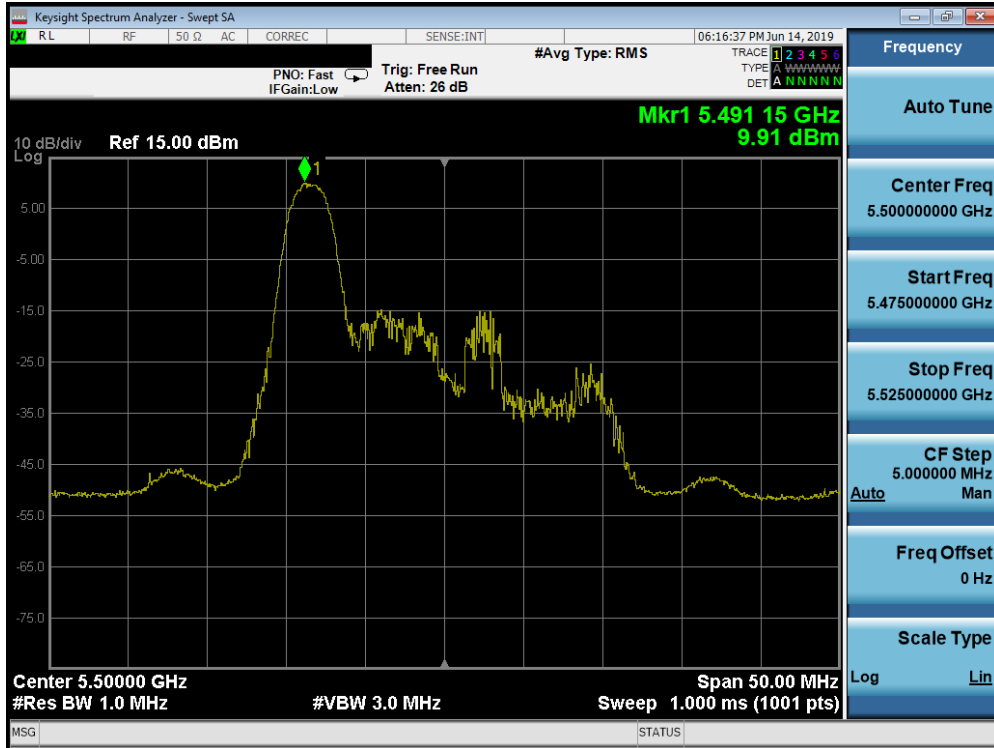 Keysight Spectrum Analyzer - Swept SA
LXI RL RF 50 Ω AC CORREC SENSE:INT 06:16:37 PM Jun 14, 2019
#Avg Type: RMS
TRACE 1 2 3 4 5 6
TYPE A WWWWW
DET A N N N N N
PNO: Fast
IFGain:Low
Trig: Free Run
Atten: 26 dB
Mkr1 5.491 15 GHz
9.91 dBm
10 dB/div
Log
Ref 15.00 dBm
1
5.00
-5.00
-15.0
-25.0
-35.0
-45.0
-55.0
-65.0
-75.0
Center 5.50000 GHz
Span 50.00 MHz
#Res BW 1.0 MHz
#VBW 3.0 MHz
Sweep 1.000 ms (1001 pts)
MSG
STATUS
Frequency
Auto Tune
Center Freq
5.500000000 GHz
Start Freq
5.475000000 GHz
Stop Freq
5.525000000 GHz
CF Step
5.000000 MHz
Auto Man
Freq Offset
0 Hz
Scale Type
Log Lin